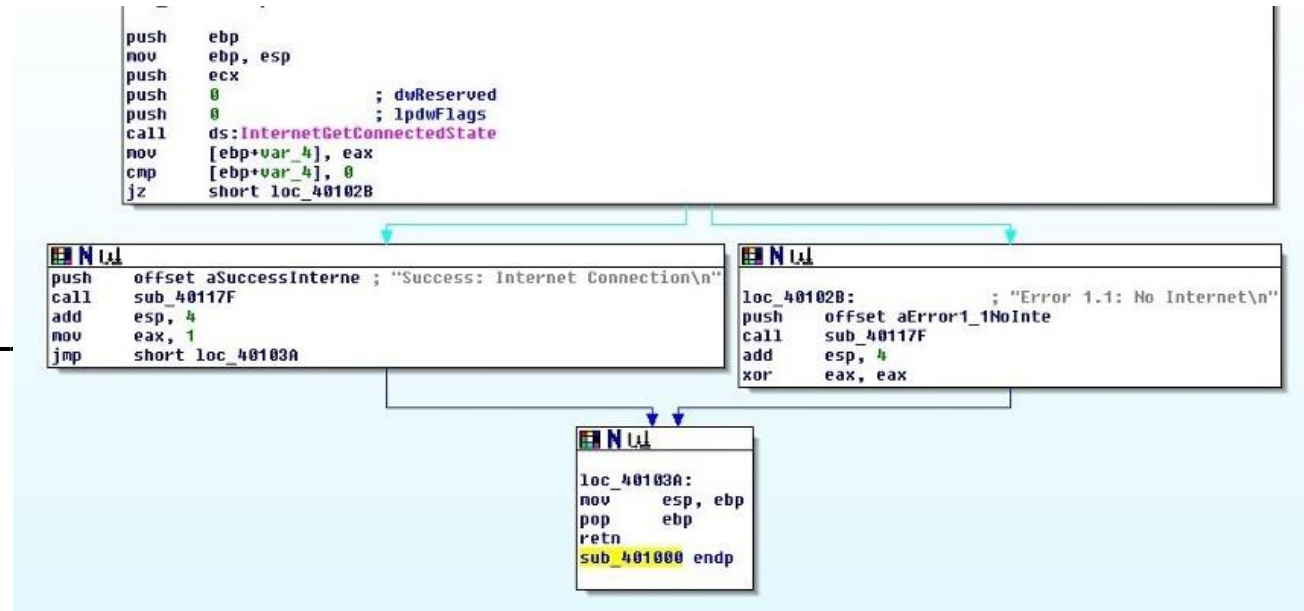 push ebp
mov ebp, esp
push ecx
push 0 ; dwReserved
push 0 ; lpdwFlags
call ds:InternetGetConnectedState
mov [ebp+var_4], eax
cmp [ebp+var_4], 0
jz short loc_40102B
push offset aSuccessInterne ; "Success: Internet Connection\n"
call sub_40117F
add esp, 4
mov eax, 1
jmp short loc_40103A
loc_40102B: ; "Error 1.1: No Internet\n"
push offset aError1_1NoInte
call sub_40117F
add esp, 4
xor eax, eax
loc_40103A:
mov esp, ebp
pop ebp
retn
sub_401000 endp